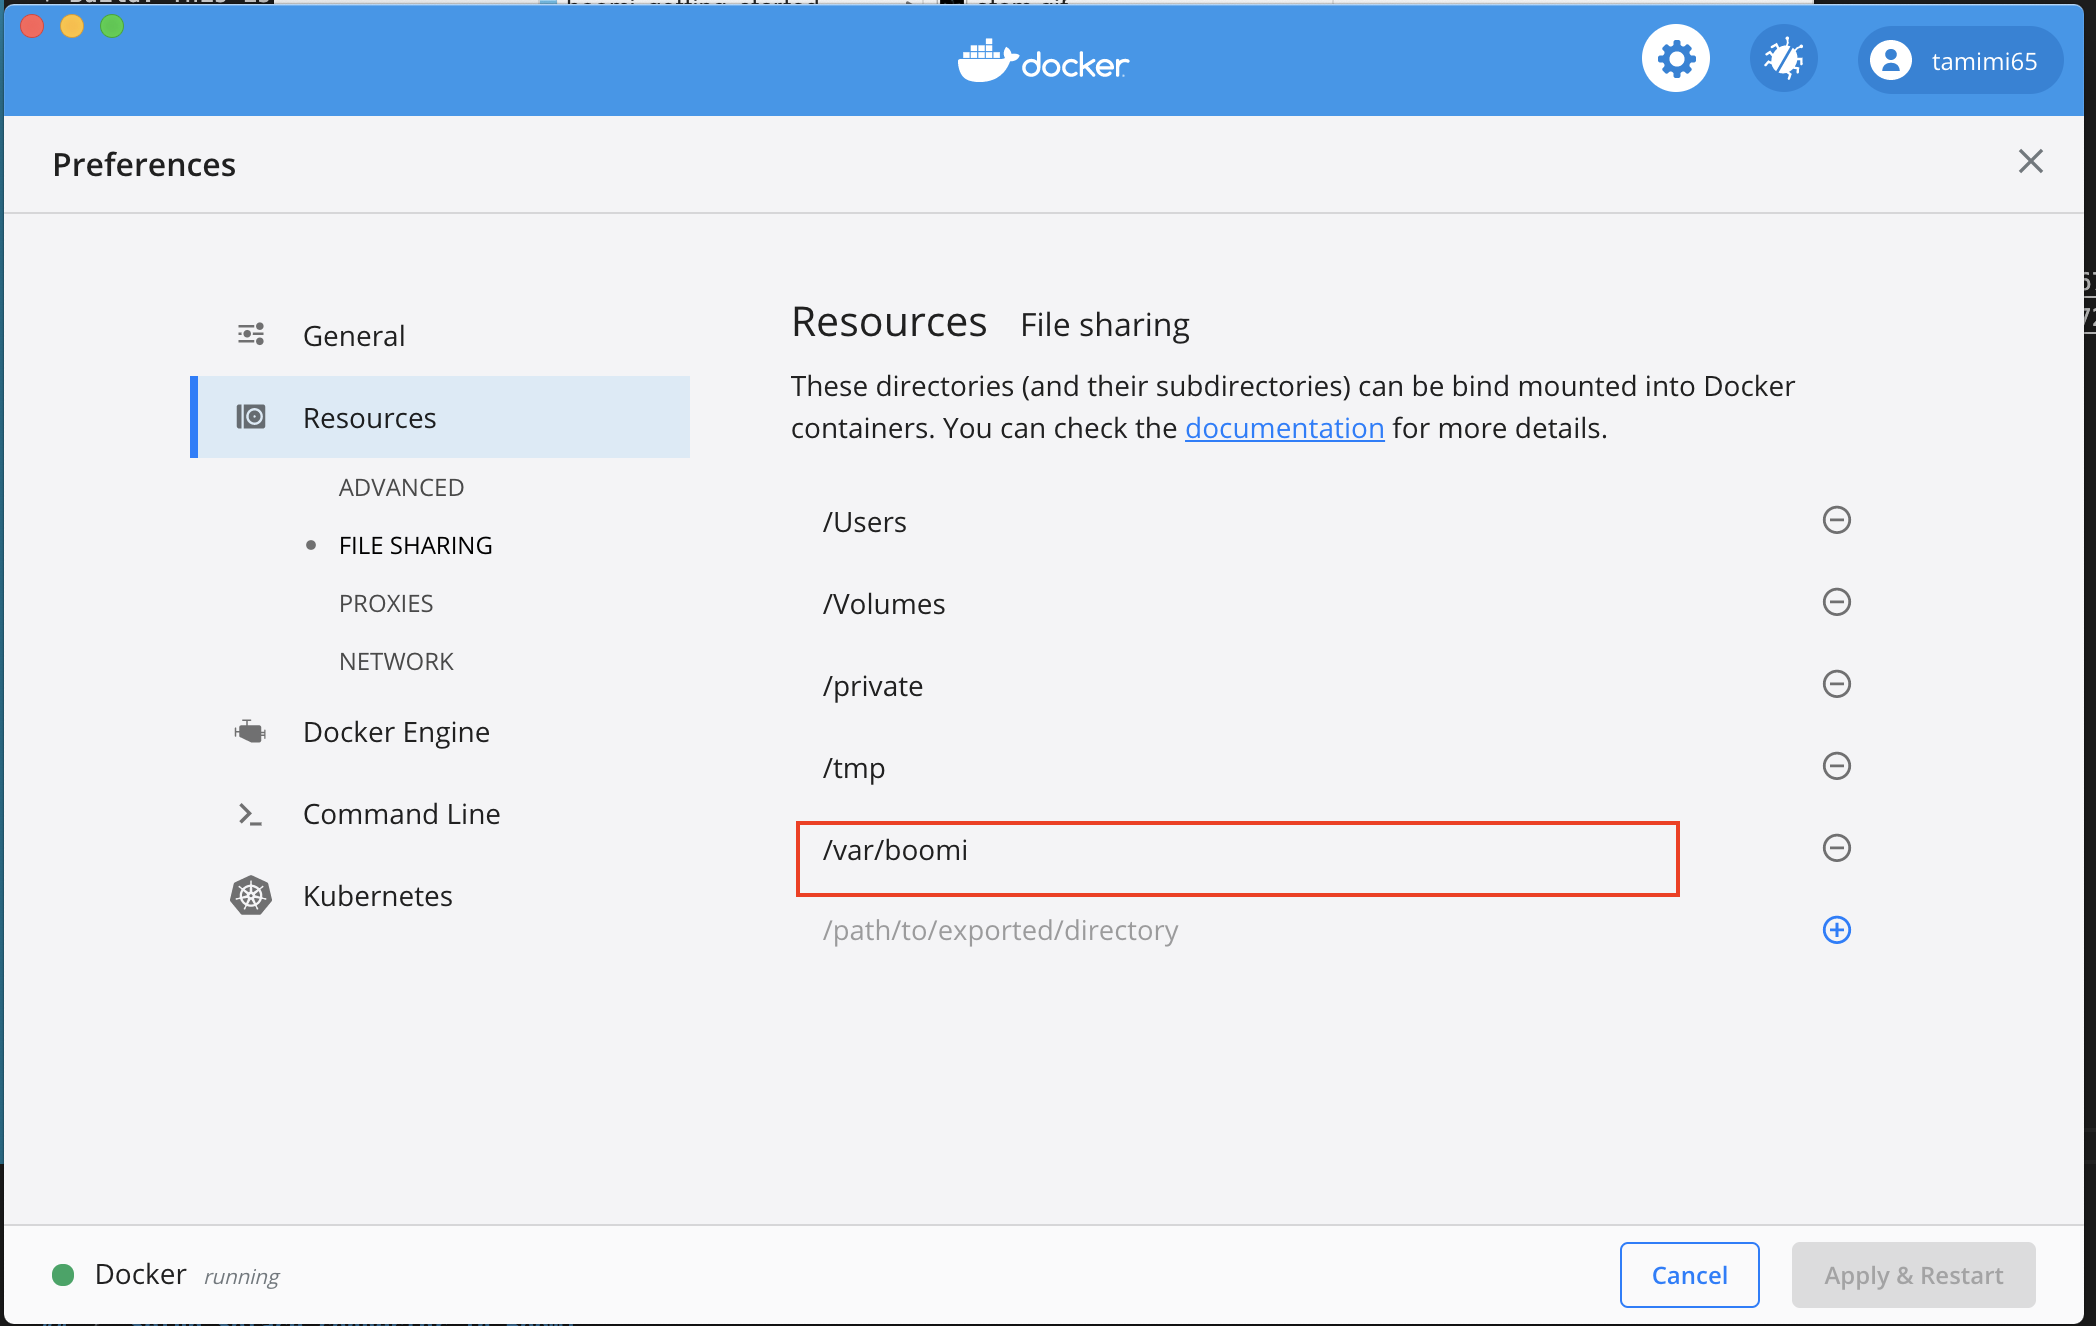 docker
tamimi65
Preferences
General
Resources
ADVANCED
FILE SHARING
PROXIES
NETWORK
Docker Engine
Command Line
Kubernetes
Resources File sharing
These directories (and their subdirectories) can be bind mounted into Docker
containers. You can check the documentation for more details.
/Users
/Volumes
/private
/tmp
/var/boomi
/path/to/exported/directory
Docker running
Cancel
Apply & Restart